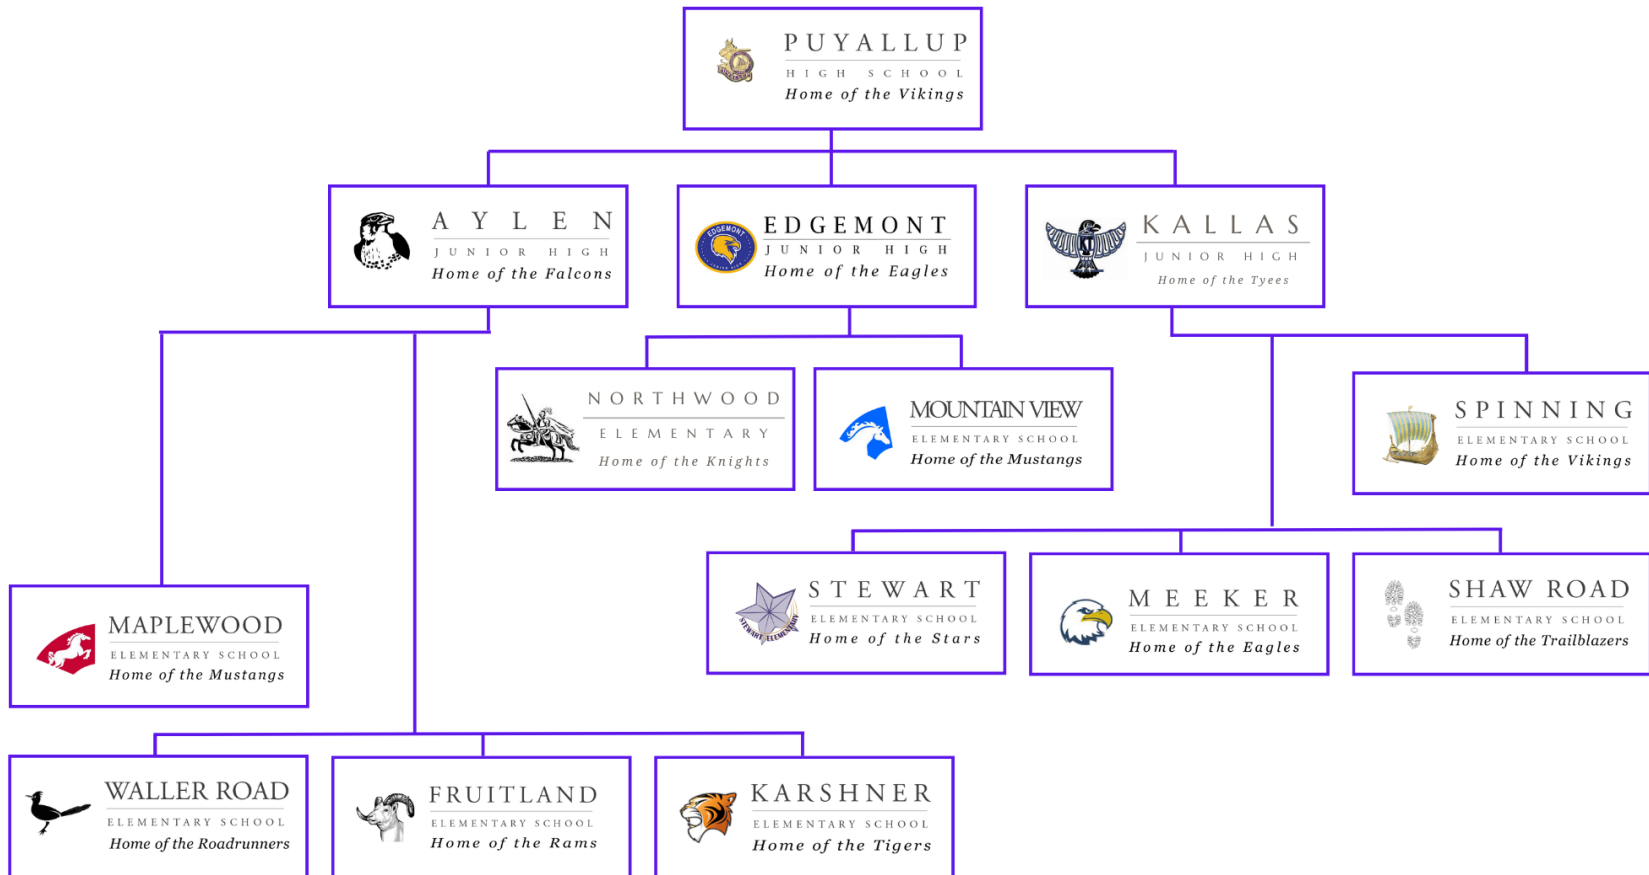 PUYALLUP
HIGH SCHOOL
Home of the Vikings
AYLEN
JUNIOR HIGH
Home of the Falcons
EDGEMONT
JUNIOR HIGH
EDGEMONT
JUNIOR HIGH
Home of the Eagles
KALLAS
JUNIOR HIGH
Home of the Tyees
NORTHWOOD
ELEMENTARY
Home of the Knights
MOUNTAIN VIEW
ELEMENTARY SCHOOL
Home of the Mustangs
SPINNING
ELEMENTARY SCHOOL
Home of the Vikings
STEWART ELEMENTARY
STEWART
ELEMENTARY SCHOOL
Home of the Stars
MEEKER
ELEMENTARY SCHOOL
Home of the Eagles
SHAW ROAD
ELEMENTARY SCHOOL
Home of the Trailblazers
MAPLEWOOD
ELEMENTARY SCHOOL
Home of the Mustangs
WALLER ROAD
ELEMENTARY SCHOOL
Home of the Roadrunners
FRUITLAND
ELEMENTARY SCHOOL
Home of the Rams
KARSHNER
ELEMENTARY SCHOOL
Home of the Tigers